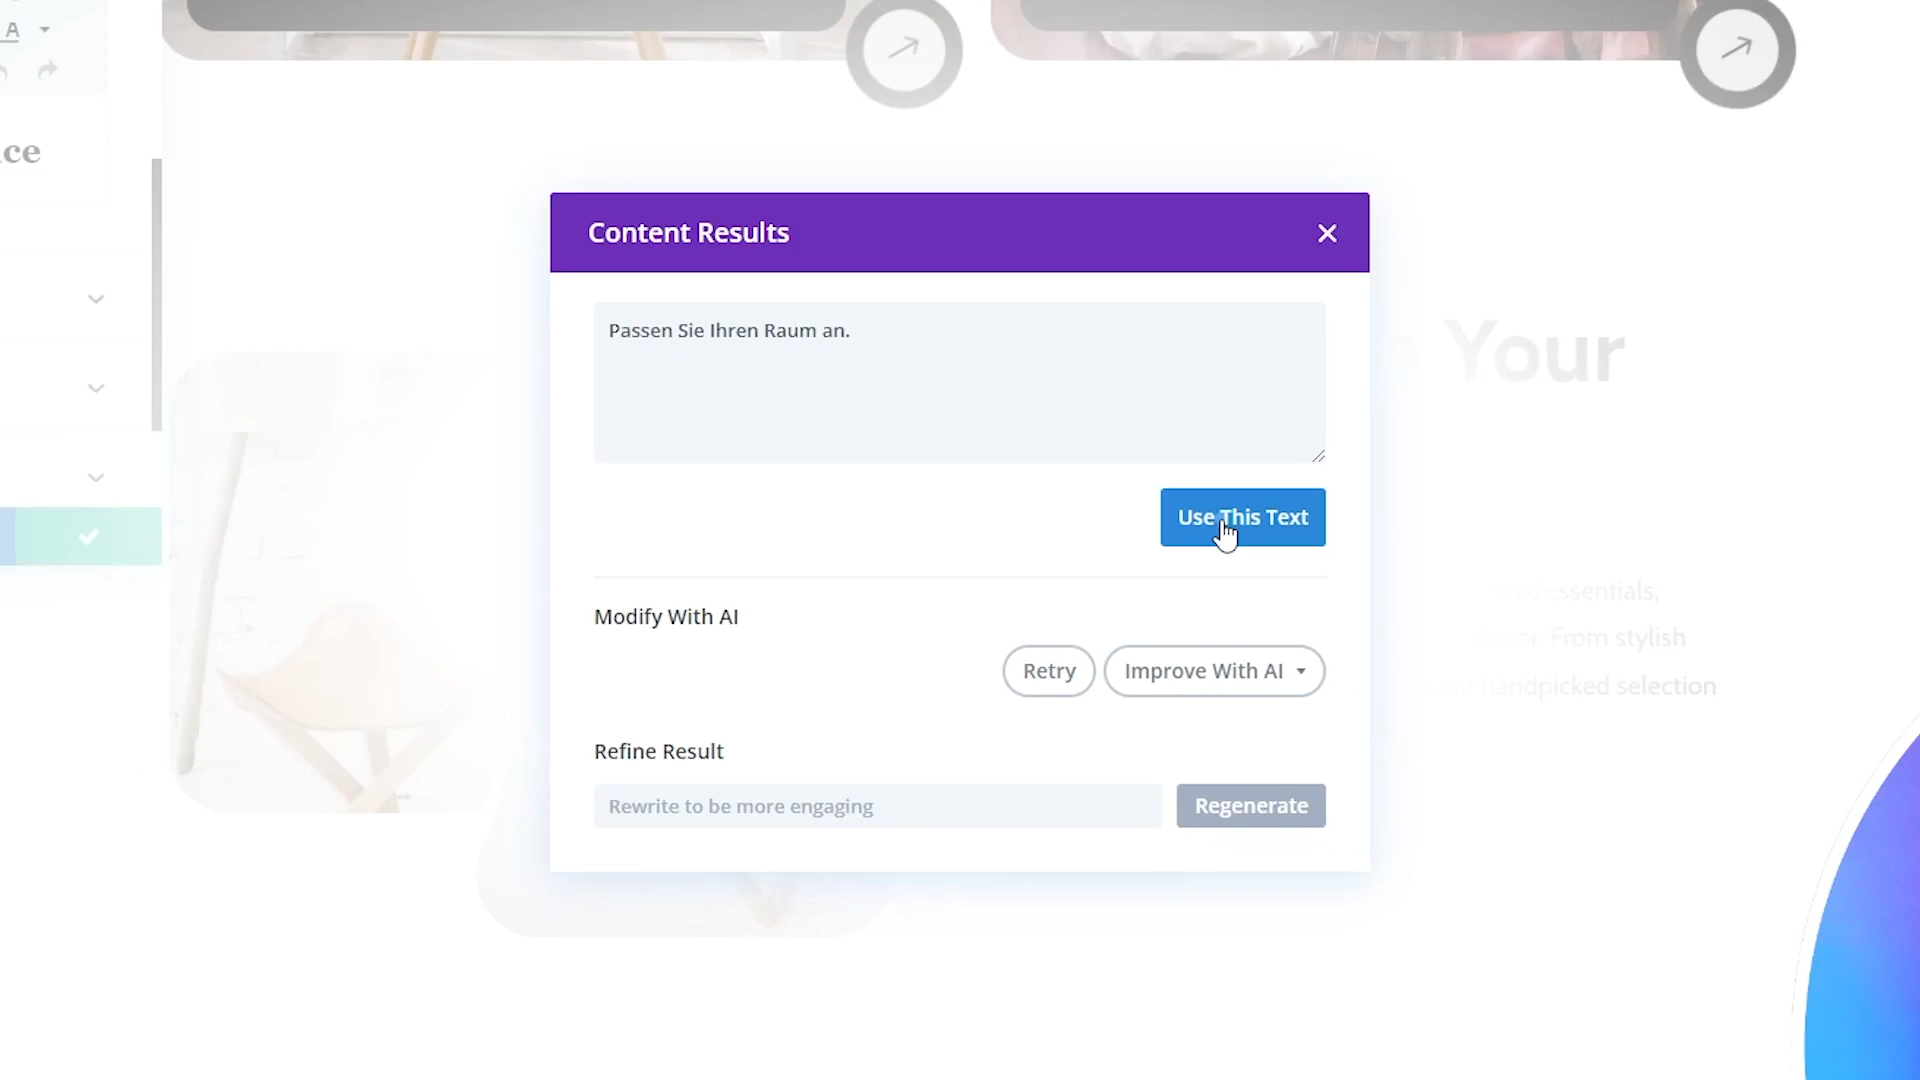 A
ce
Content Results
Passen Sie Ihren Raum an.
Your
Use This Text
essentials,
Modify With AI
From stylish
Retry
Improve With AI
handpicked selection
Refine Result
Rewrite to be more engaging
Regenerate